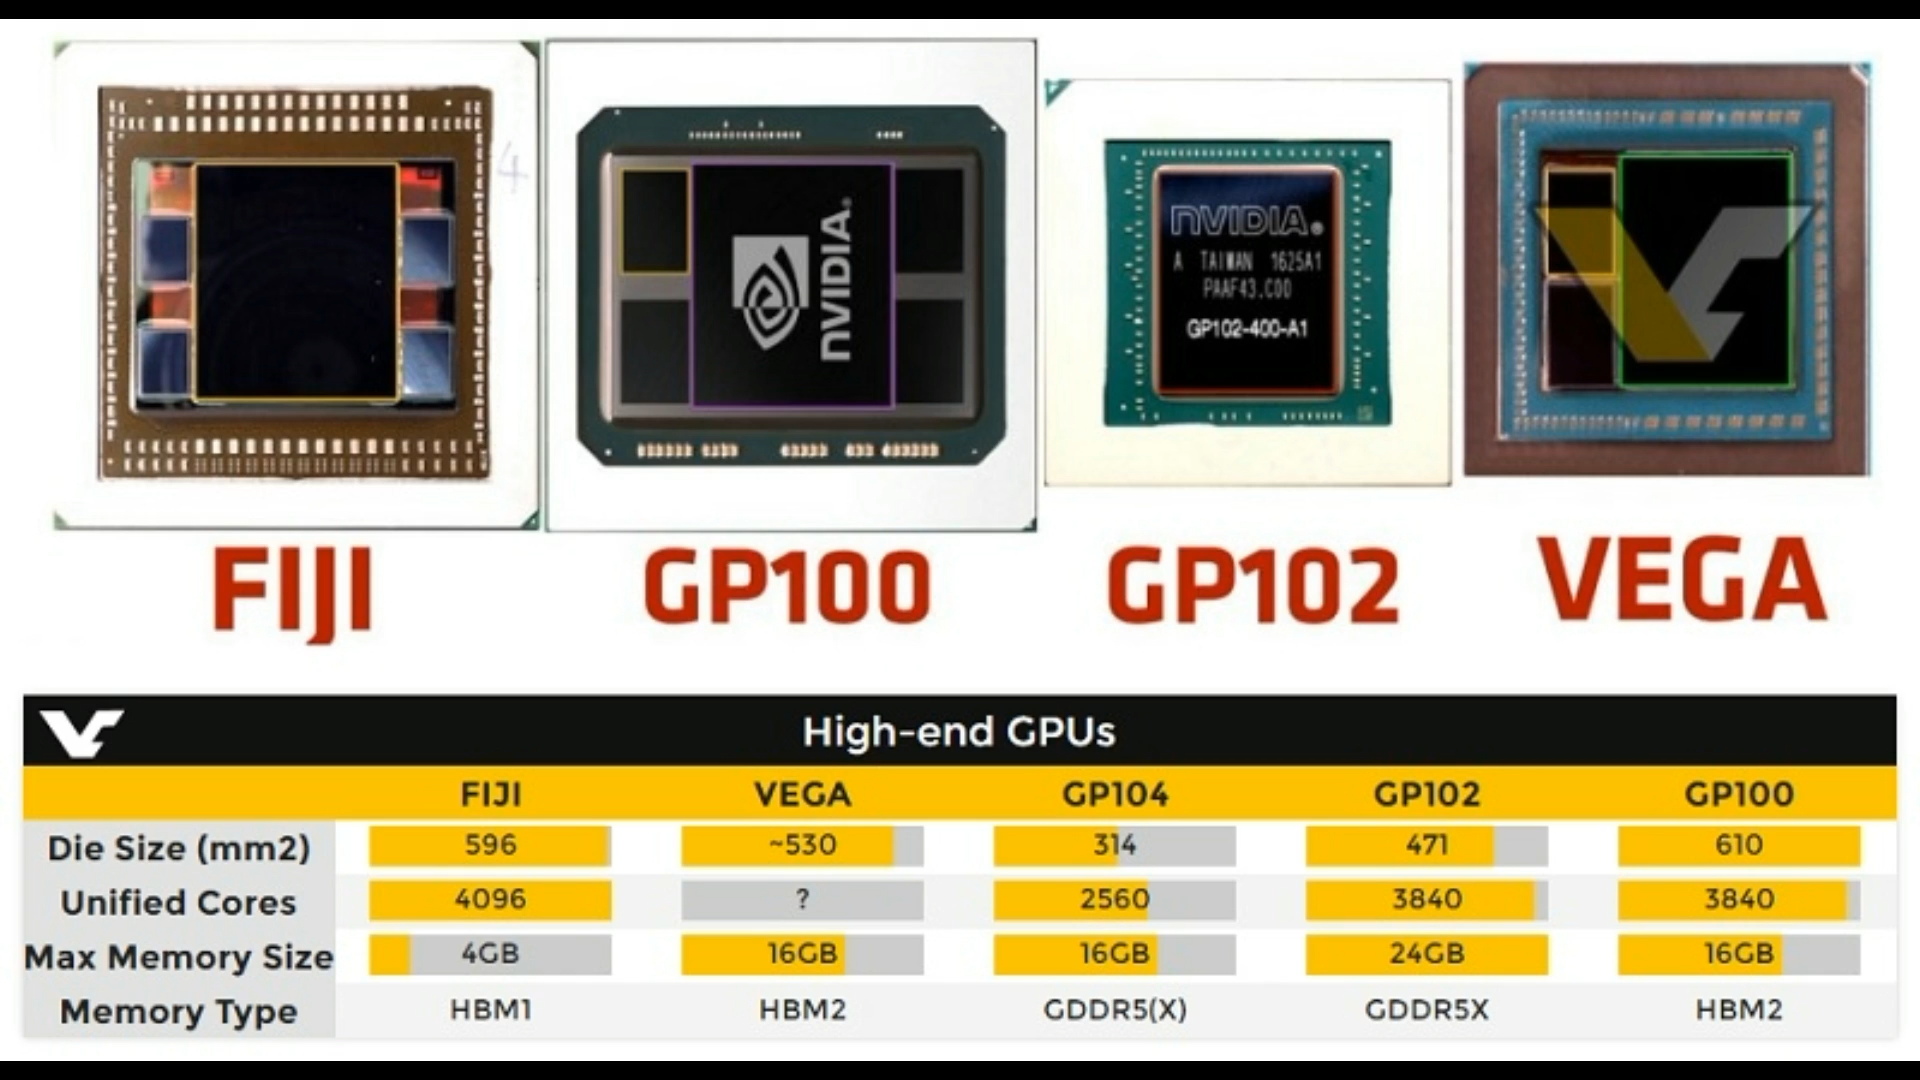 4
NVIDIA®
NVIDIA®
A TAIWAN 1625A1
PAAF43.C00
GP102-400-A1
FIJI
GP100
GP102
VEGA
High-end GPUs
FIJI VEGA GP104 GP102 GP100
Die Size (mm2) 596 ~530 314 471 610
Unified Cores 4096 ? 2560 3840 3840
Max Memory Size 4GB 16GB 16GB 24GB 16GB
Memory Type HBM1 HBM2 GDDR5(X) GDDR5X HBM2